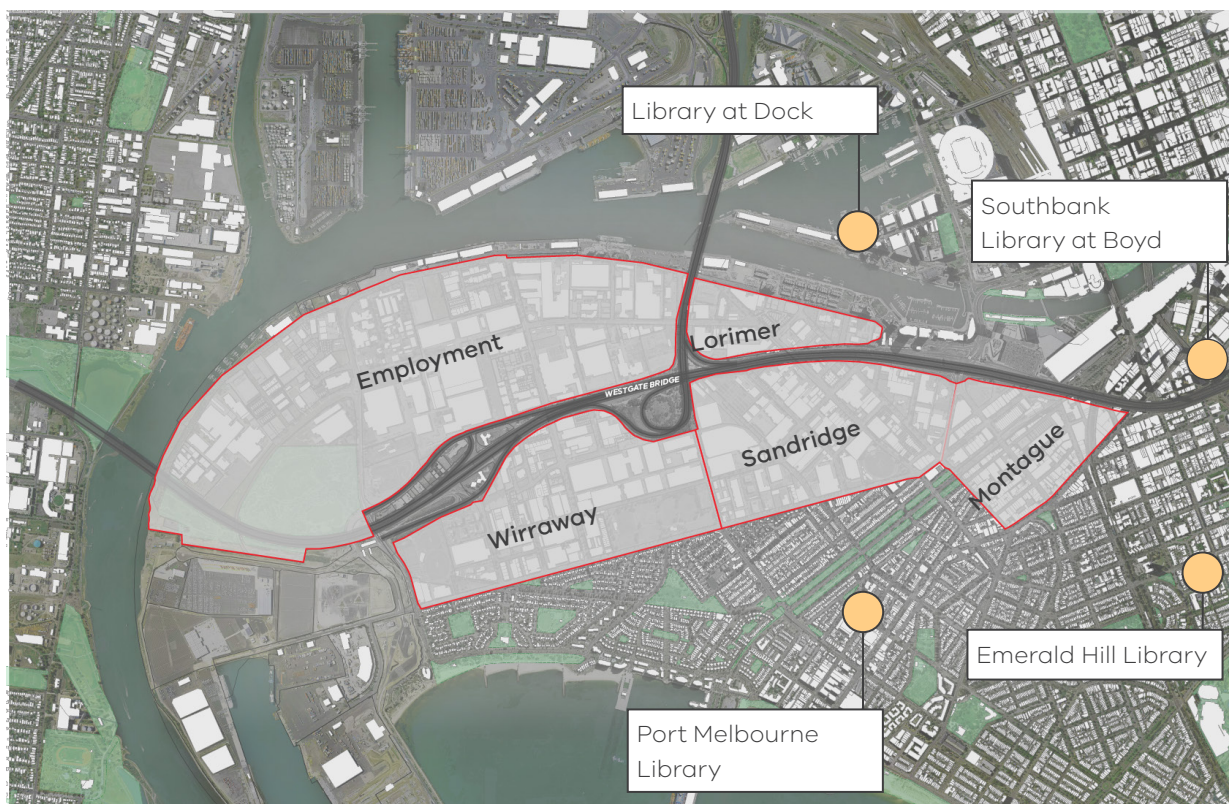 Library at Dock
Southbank
Library at Boyd
Employment
Lorimer
WESTGATE BRIDGE
Sandridge
Montague
Wirraway
Emerald Hill Library
Port Melbourne
Library